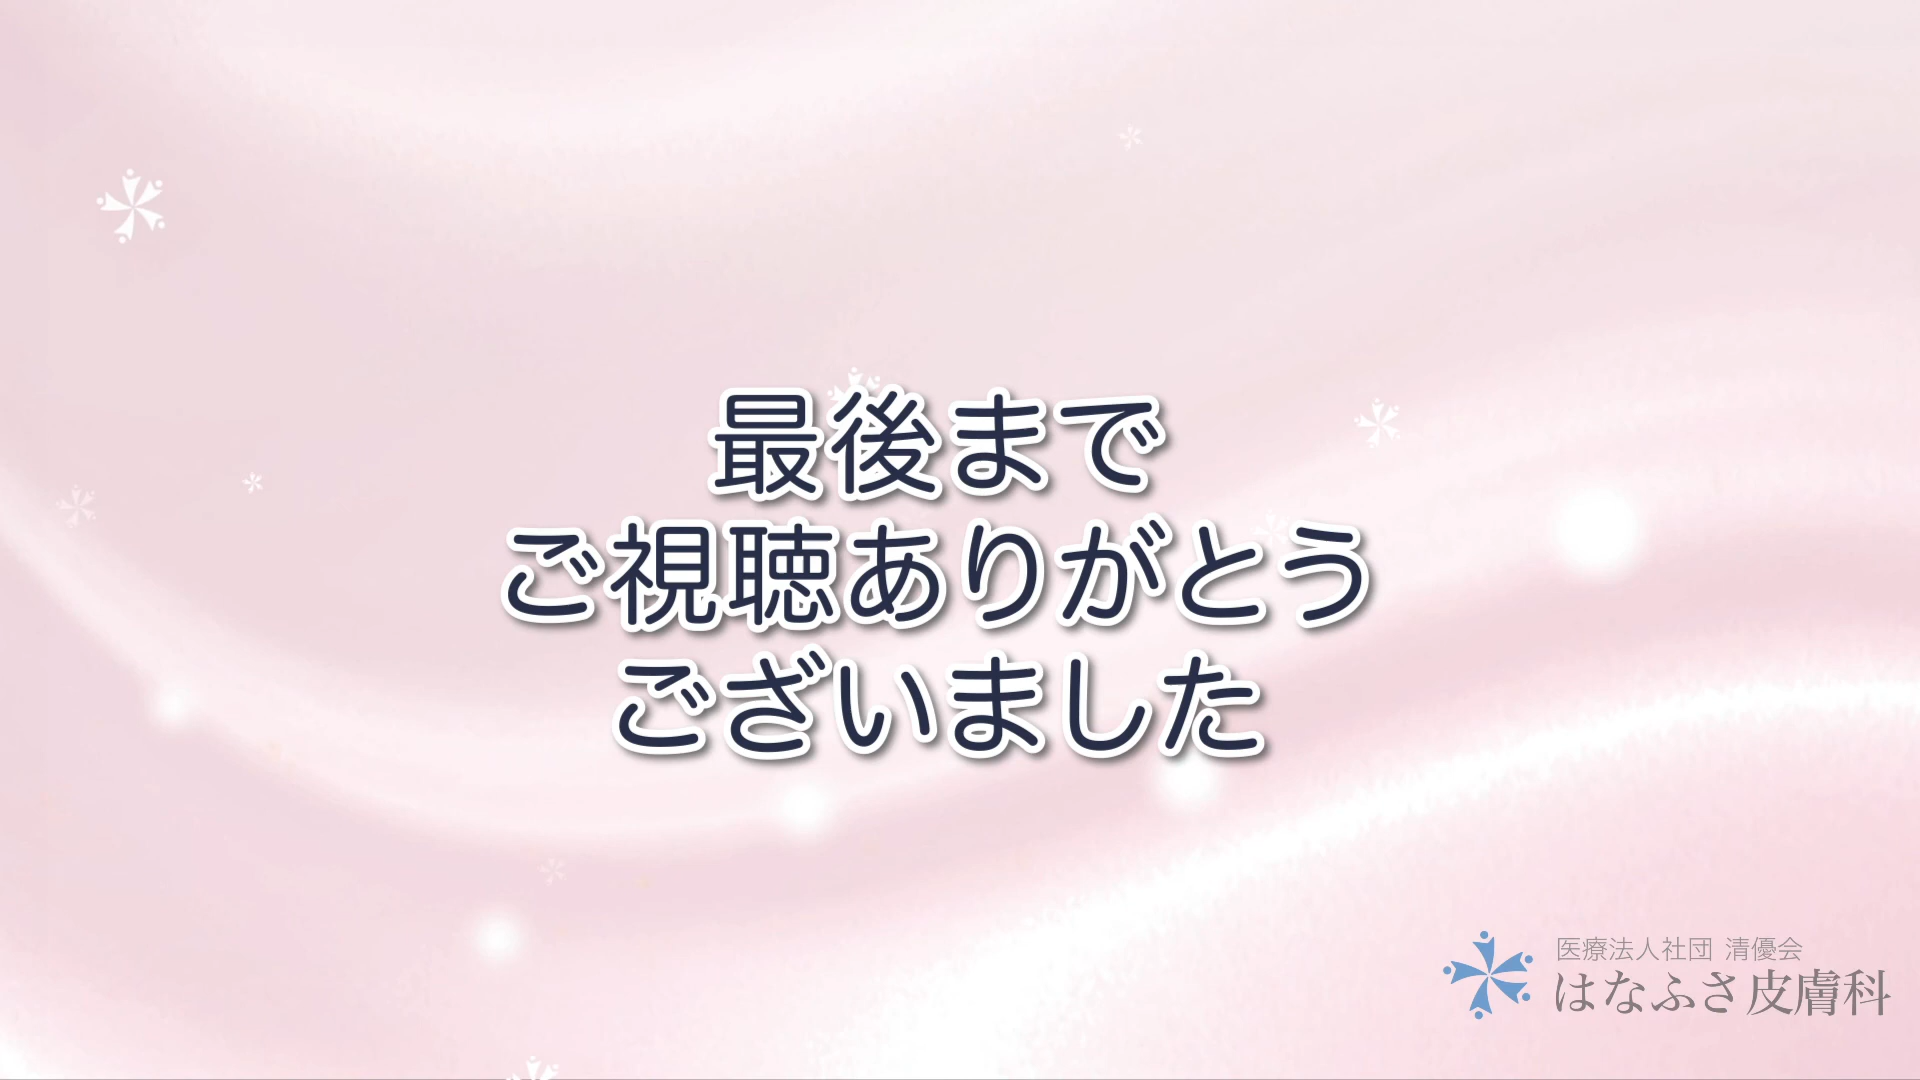 最後まで
ご視聴ありがとう
ございました
医療法人社団 清優会
はなふさ皮膚科